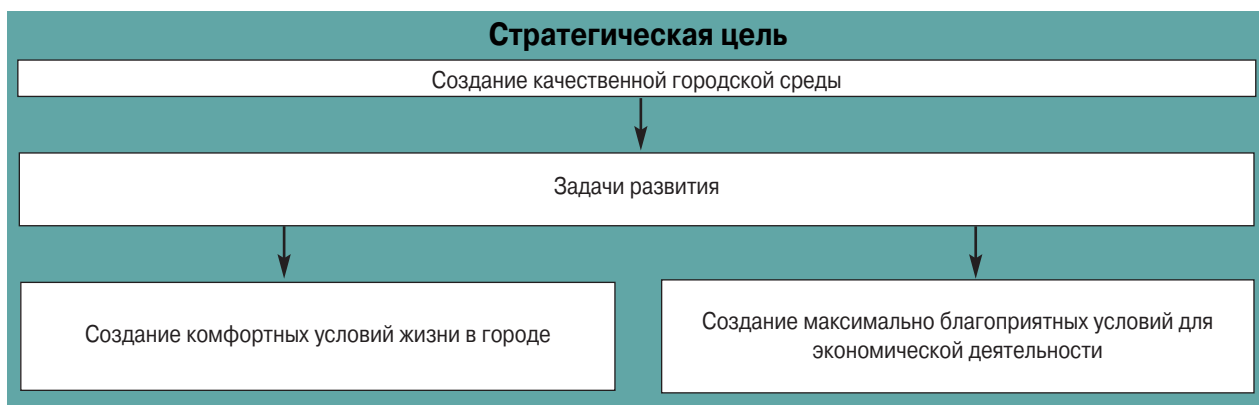 Стратегическая цель
Создание качественной городской среды
Задачи развития
Создание комфортных условий жизни в городе
Создание максимально благоприятных условий для
экономической деятельности